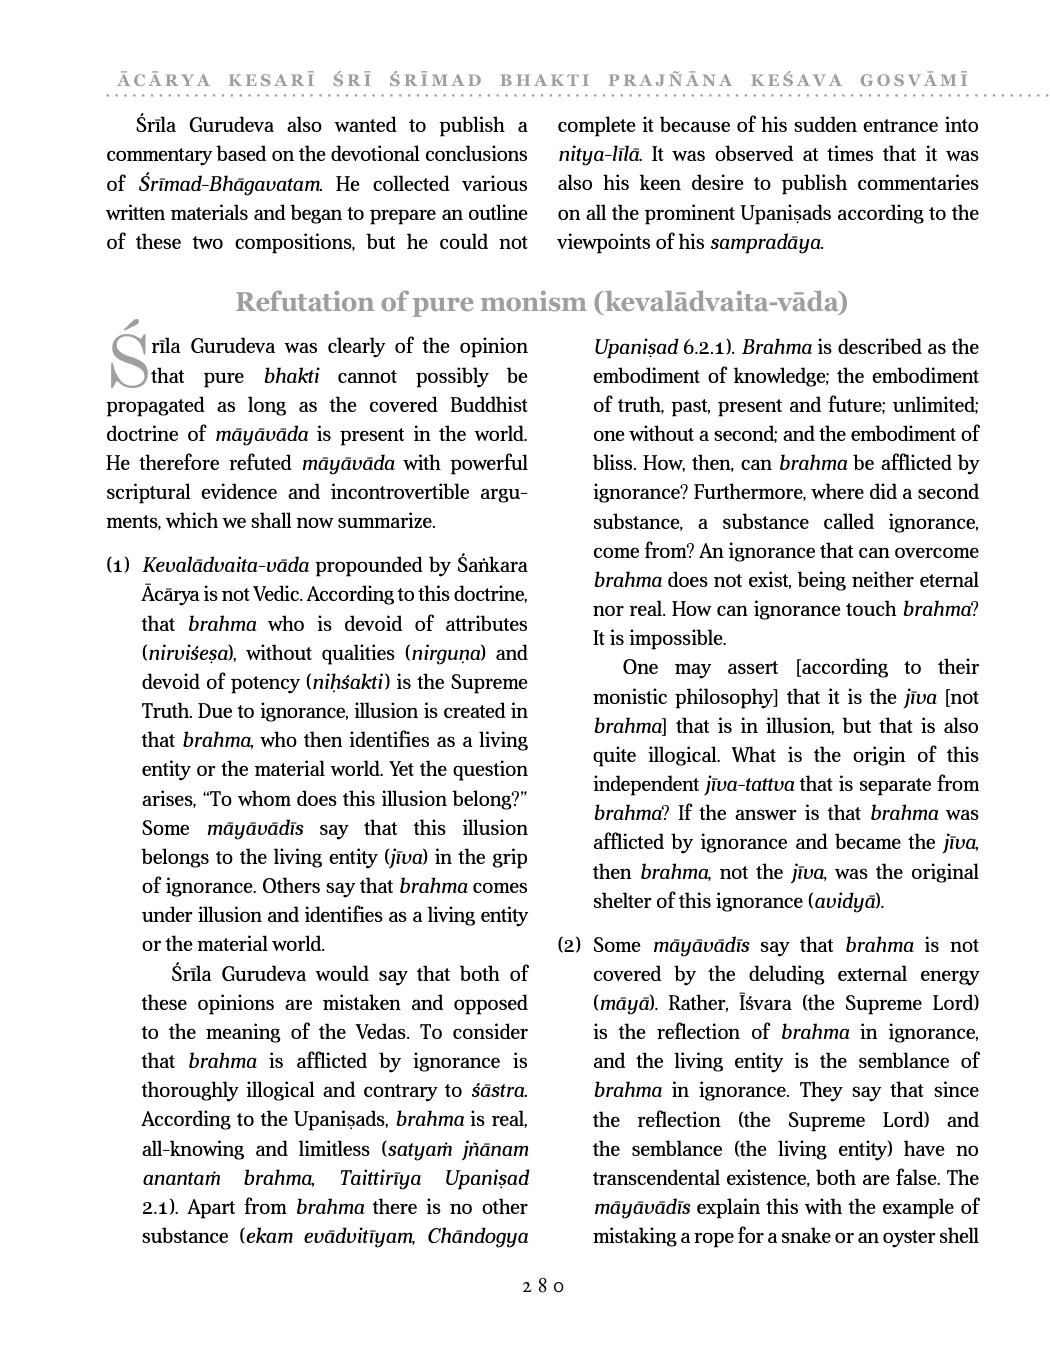 ĀCĀRYA KESARĪ ŚRĪ ŚRĪMAD BHAKTI PRAJÑĀNA KEŚAVA GOSVĀMĪ
Śrīla Gurudeva also wanted to publish a
commentary based on the devotional conclusions
of Śrīmad-Bhāgavatam. He collected various
written materials and began to prepare an outline
of these two compositions, but he could not
complete it because of his sudden entrance into
nitya-līlā. It was observed at times that it was
also his keen desire to publish commentaries
on all the prominent Upaniṣads according to the
viewpoints of his sampradāya.
Refutation of pure monism (kevalādvaita-vāda)
Śrīla Gurudeva was clearly of the opinion
that pure bhakti cannot possibly be
propagated as long as the covered Buddhist
doctrine of māyāvāda is present in the world.
He therefore refuted māyāvāda with powerful
scriptural evidence and incontrovertible argu-
ments, which we shall now summarize.
(1) Kevalādvaita-vāda propounded by Śaṅkara
Ācārya is not Vedic. According to this doctrine,
that brahma who is devoid of attributes
(nirviśeṣa), without qualities (nirguṇa) and
devoid of potency (niḥśakti) is the Supreme
Truth. Due to ignorance, illusion is created in
that brahma, who then identifies as a living
entity or the material world. Yet the question
arises, “To whom does this illusion belong?”
Some māyāvādīs say that this illusion
belongs to the living entity (jīva) in the grip
of ignorance. Others say that brahma comes
under illusion and identifies as a living entity
or the material world.
Śrīla Gurudeva would say that both of
these opinions are mistaken and opposed
to the meaning of the Vedas. To consider
that brahma is afflicted by ignorance is
thoroughly illogical and contrary to śāstra.
According to the Upaniṣads, brahma is real,
all-knowing and limitless (satyaṁ jñānam
anantaṁ brahma, Taittirīya Upaniṣad
2.1). Apart from brahma there is no other
substance (ekam evādvitīyam, Chāndogya
Upaniṣad 6.2.1). Brahma is described as the
embodiment of knowledge; the embodiment
of truth, past, present and future; unlimited;
one without a second; and the embodiment of
bliss. How, then, can brahma be afflicted by
ignorance? Furthermore, where did a second
substance, a substance called ignorance,
come from? An ignorance that can overcome
brahma does not exist, being neither eternal
nor real. How can ignorance touch brahma?
It is impossible.
One may assert [according to their
monistic philosophy] that it is the jīva [not
brahma] that is in illusion, but that is also
quite illogical. What is the origin of this
independent jīva-tattva that is separate from
brahma? If the answer is that brahma was
afflicted by ignorance and became the jīva,
then brahma, not the jīva, was the original
shelter of this ignorance (avidyā).
(2) Some māyāvādīs say that brahma is not
covered by the deluding external energy
(māyā). Rather, Īśvara (the Supreme Lord)
is the reflection of brahma in ignorance,
and the living entity is the semblance of
brahma in ignorance. They say that since
the reflection (the Supreme Lord) and
the semblance (the living entity) have no
transcendental existence, both are false. The
māyāvādīs explain this with the example of
mistaking a rope for a snake or an oyster shell
280